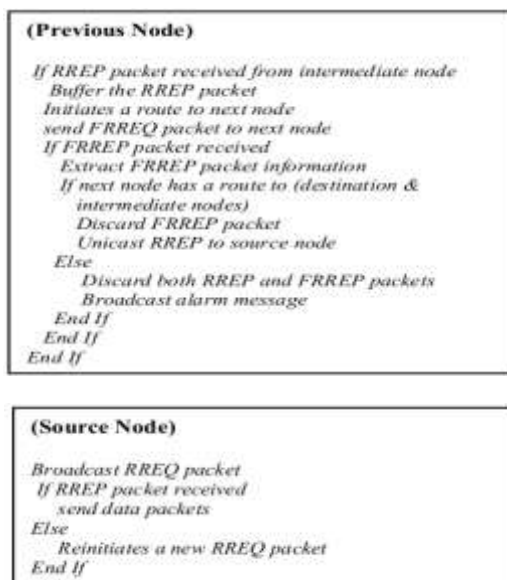 (Previous Node)
If RREP packet received from intermediate node
Buffer the RREP packet
Initiates a route to next node
send FRREQ packet to next node
If FRREP packet received
Extract FRREP packet information
If next node has a route to (destination &
intermediate nodes)
Discard FRREP packet
Unicast RREP to source node
Else
Discard both RREP and FRREP packets
Broadcast alarm message
End If
End If
End If
(Source Node)
Broadcast RREQ packet
If RREP packet received
send data packets
Else
Reinitiates a new RREQ packet
End If